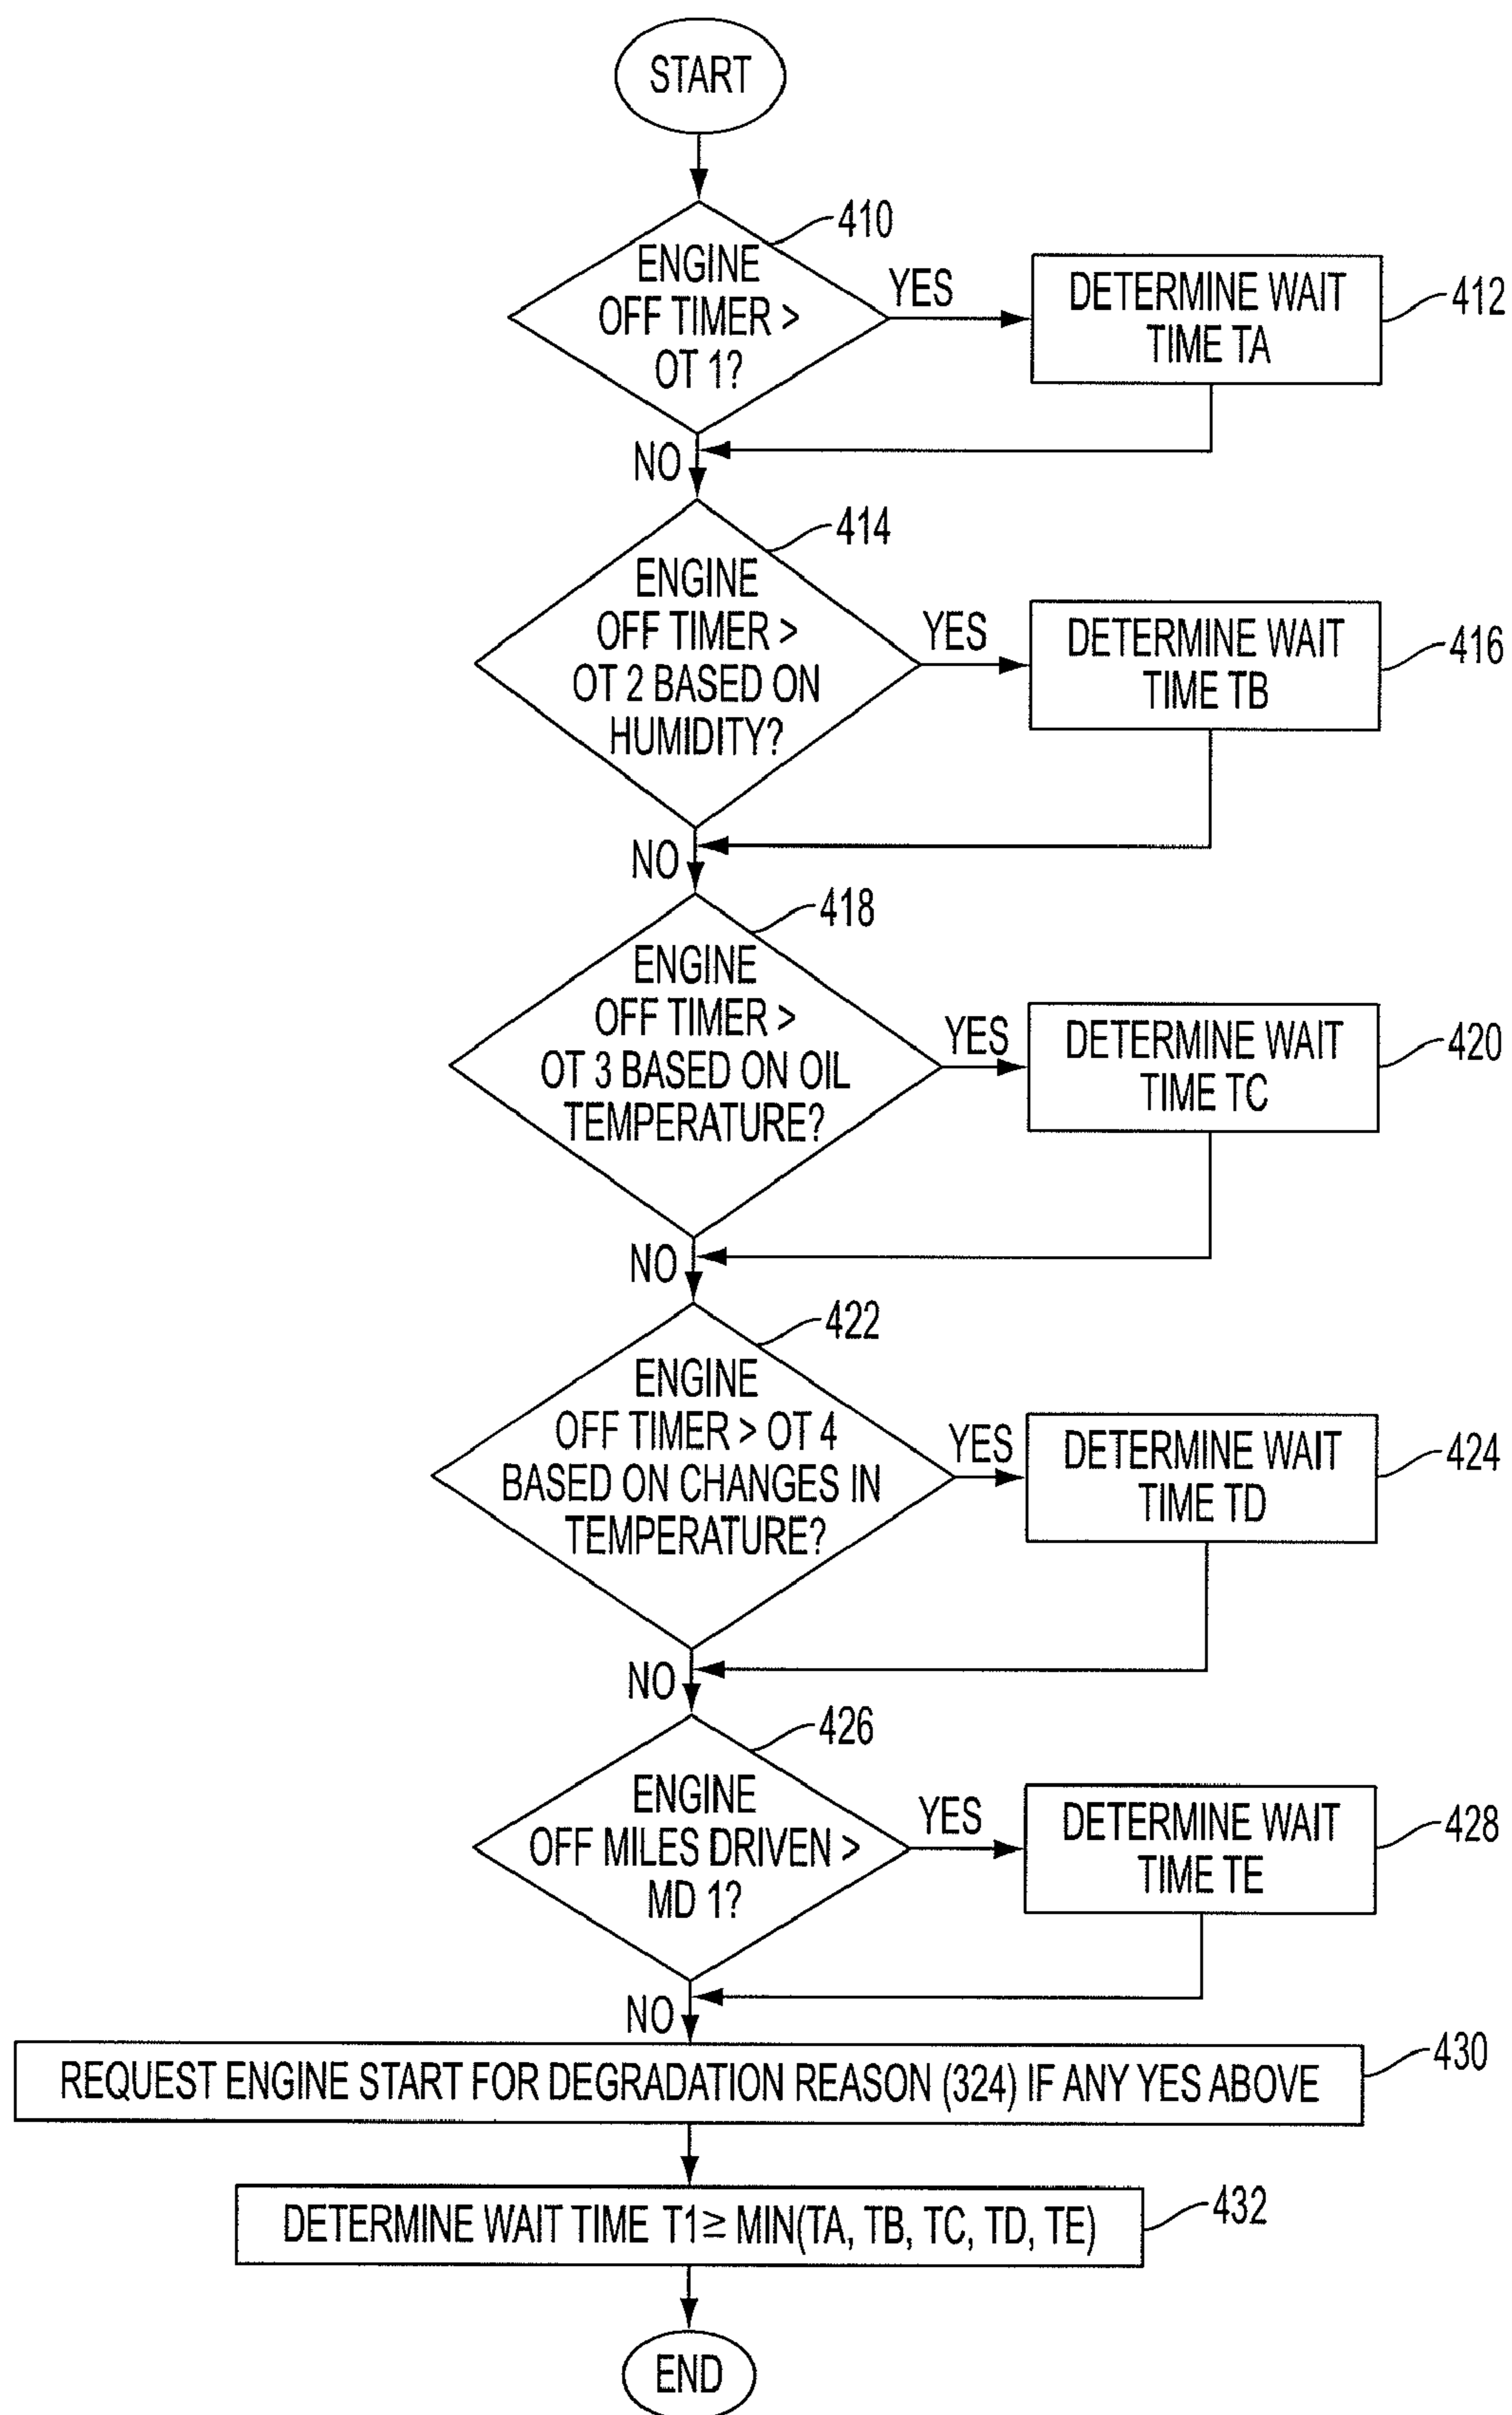 START
410
ENGINE
OFF TIMER >
OT 1?
YES
DETERMINE WAIT
TIME TA
412
NO
414
ENGINE
OFF TIMER >
OT 2 BASED ON
HUMIDITY?
YES
DETERMINE WAIT
TIME TB
416
NO
418
ENGINE
OFF TIMER >
OT 3 BASED ON OIL
TEMPERATURE?
YES
DETERMINE WAIT
TIME TC
420
NO
422
ENGINE
OFF TIMER > OT 4
BASED ON CHANGES IN
TEMPERATURE?
YES
DETERMINE WAIT
TIME TD
424
NO
426
ENGINE
OFF MILES DRIVEN >
MD 1?
YES
DETERMINE WAIT
TIME TE
428
NO
REQUEST ENGINE START FOR DEGRADATION REASON (324) IF ANY YES ABOVE
430
DETERMINE WAIT TIME T1 ≥ MIN(TA, TB, TC, TD, TE)
432
END